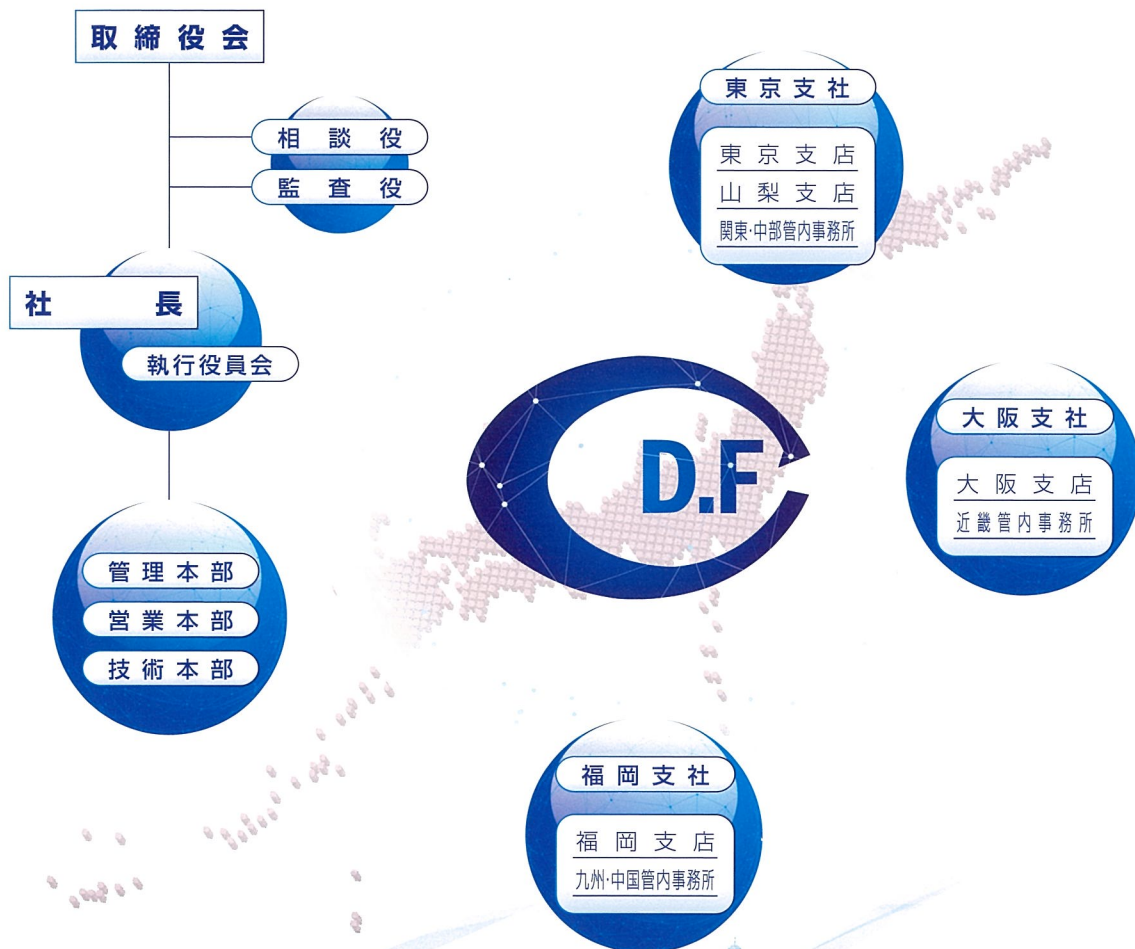 取締役会
相談役
監査役
社長
執行役員会
管理本部
営業本部
技術本部
東京支社
東京支店
山梨支店
関東･中部管内事務所
D.F
大阪支社
大阪支店
近畿管内事務所
福岡支社
福岡支店
九州･中国管内事務所